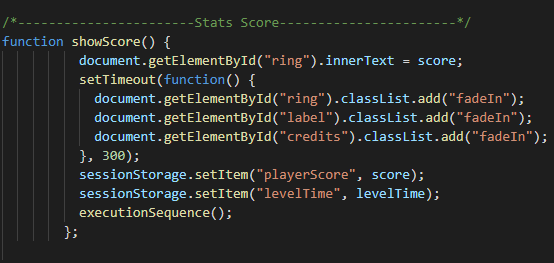 /*------------------------Stats Score------------------------*/
function showScore() {
document.getElementById("ring").innerText = score;
setTimeout(function() {
document.getElementById("ring").classList.add("fadeIn");
document.getElementById("label").classList.add("fadeIn");
document.getElementById("credits").classList.add("fadeIn");
}, 300);
sessionStorage.setItem("playerScore", score);
sessionStorage.setItem("levelTime", levelTime);
executionSequence();
};